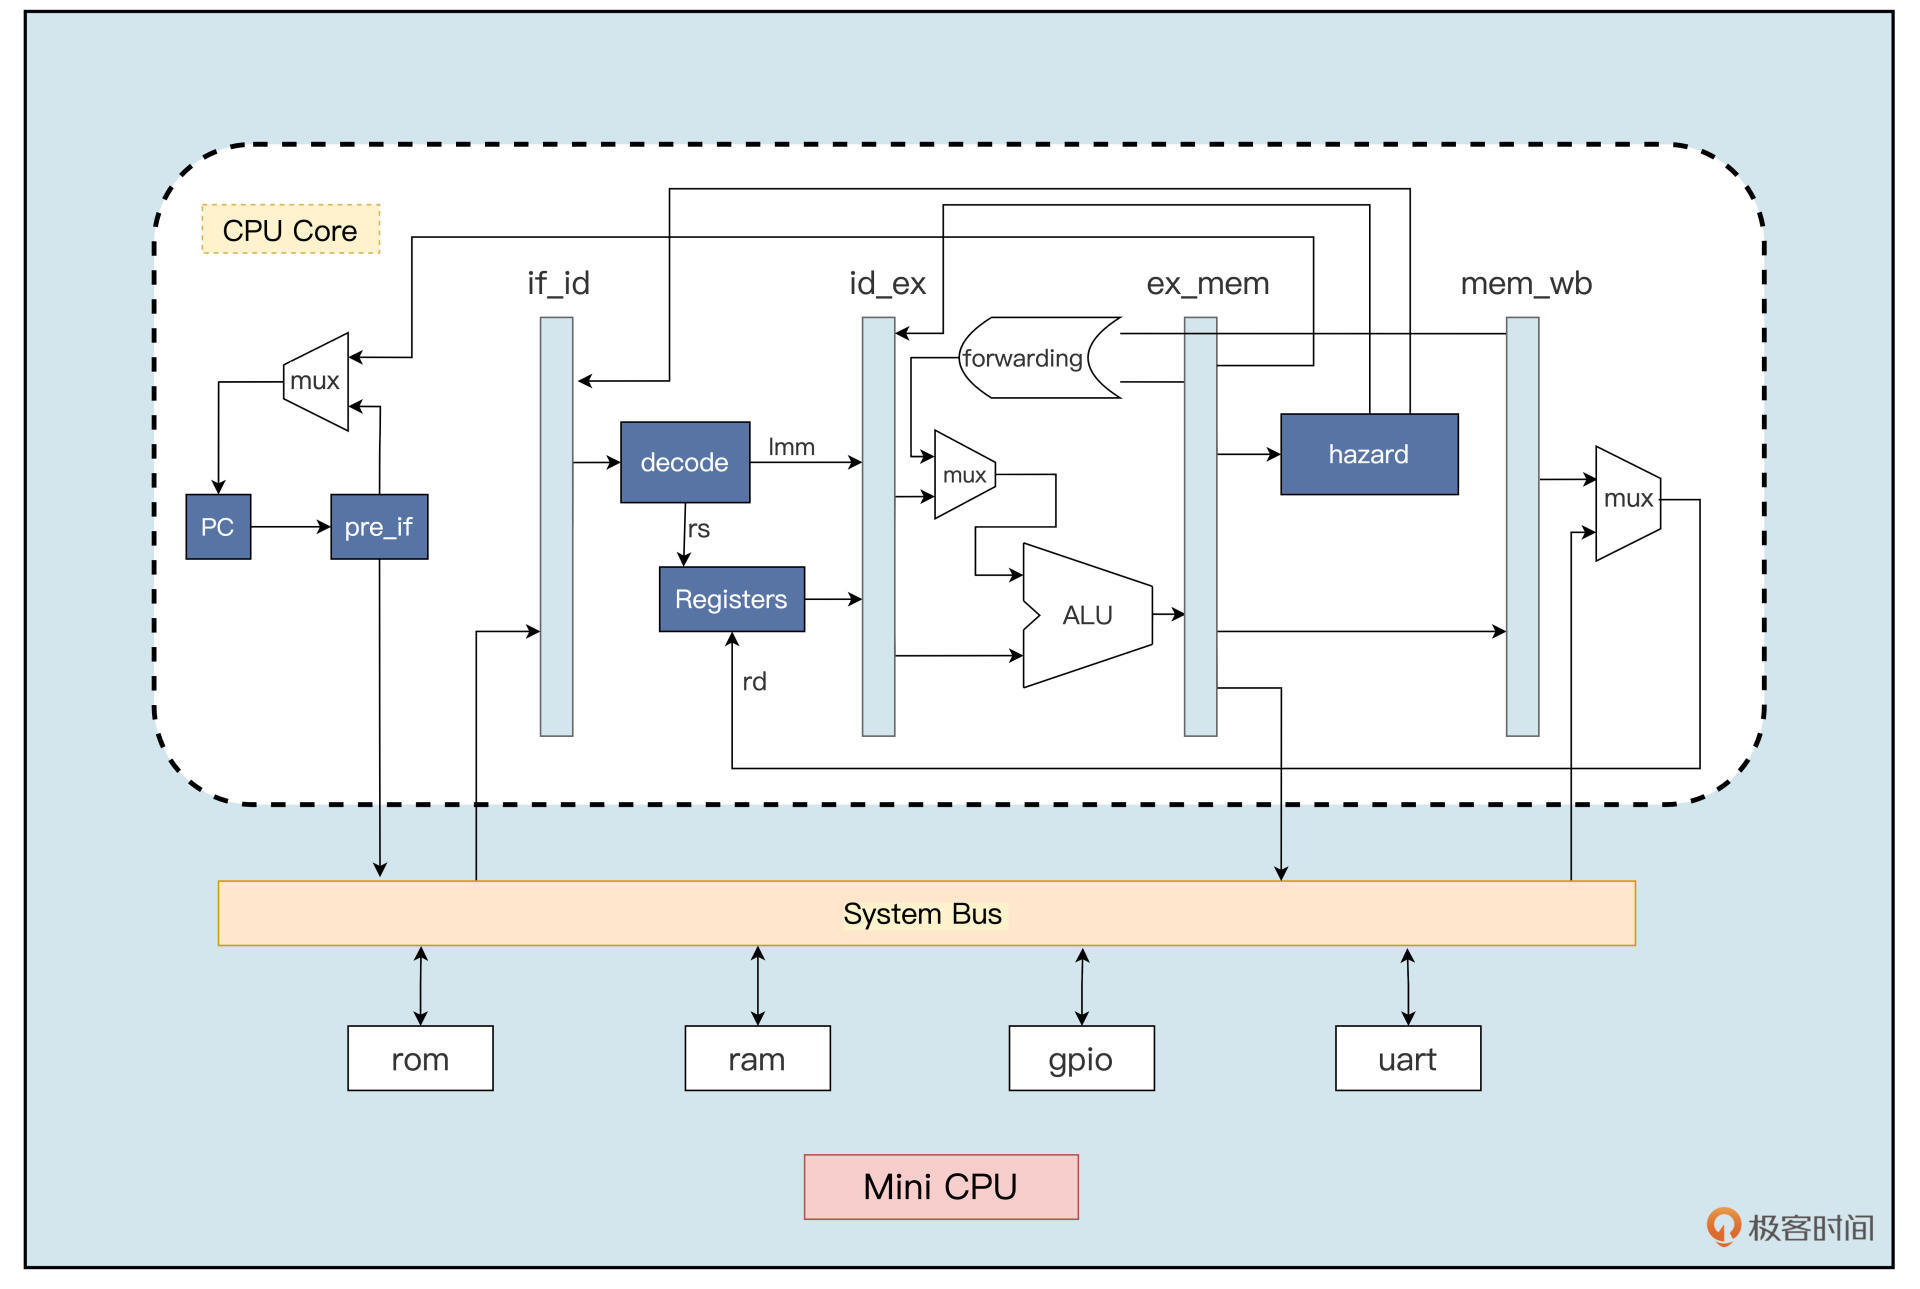 CPU Core
if_id
id_ex
ex_mem
mem_wb
mux
forwarding
decode
Imm
mux
hazard
mux
PC
pre_if
rs
Registers
ALU
rd
System Bus
rom
ram
gpio
uart
Mini CPU
极客时间